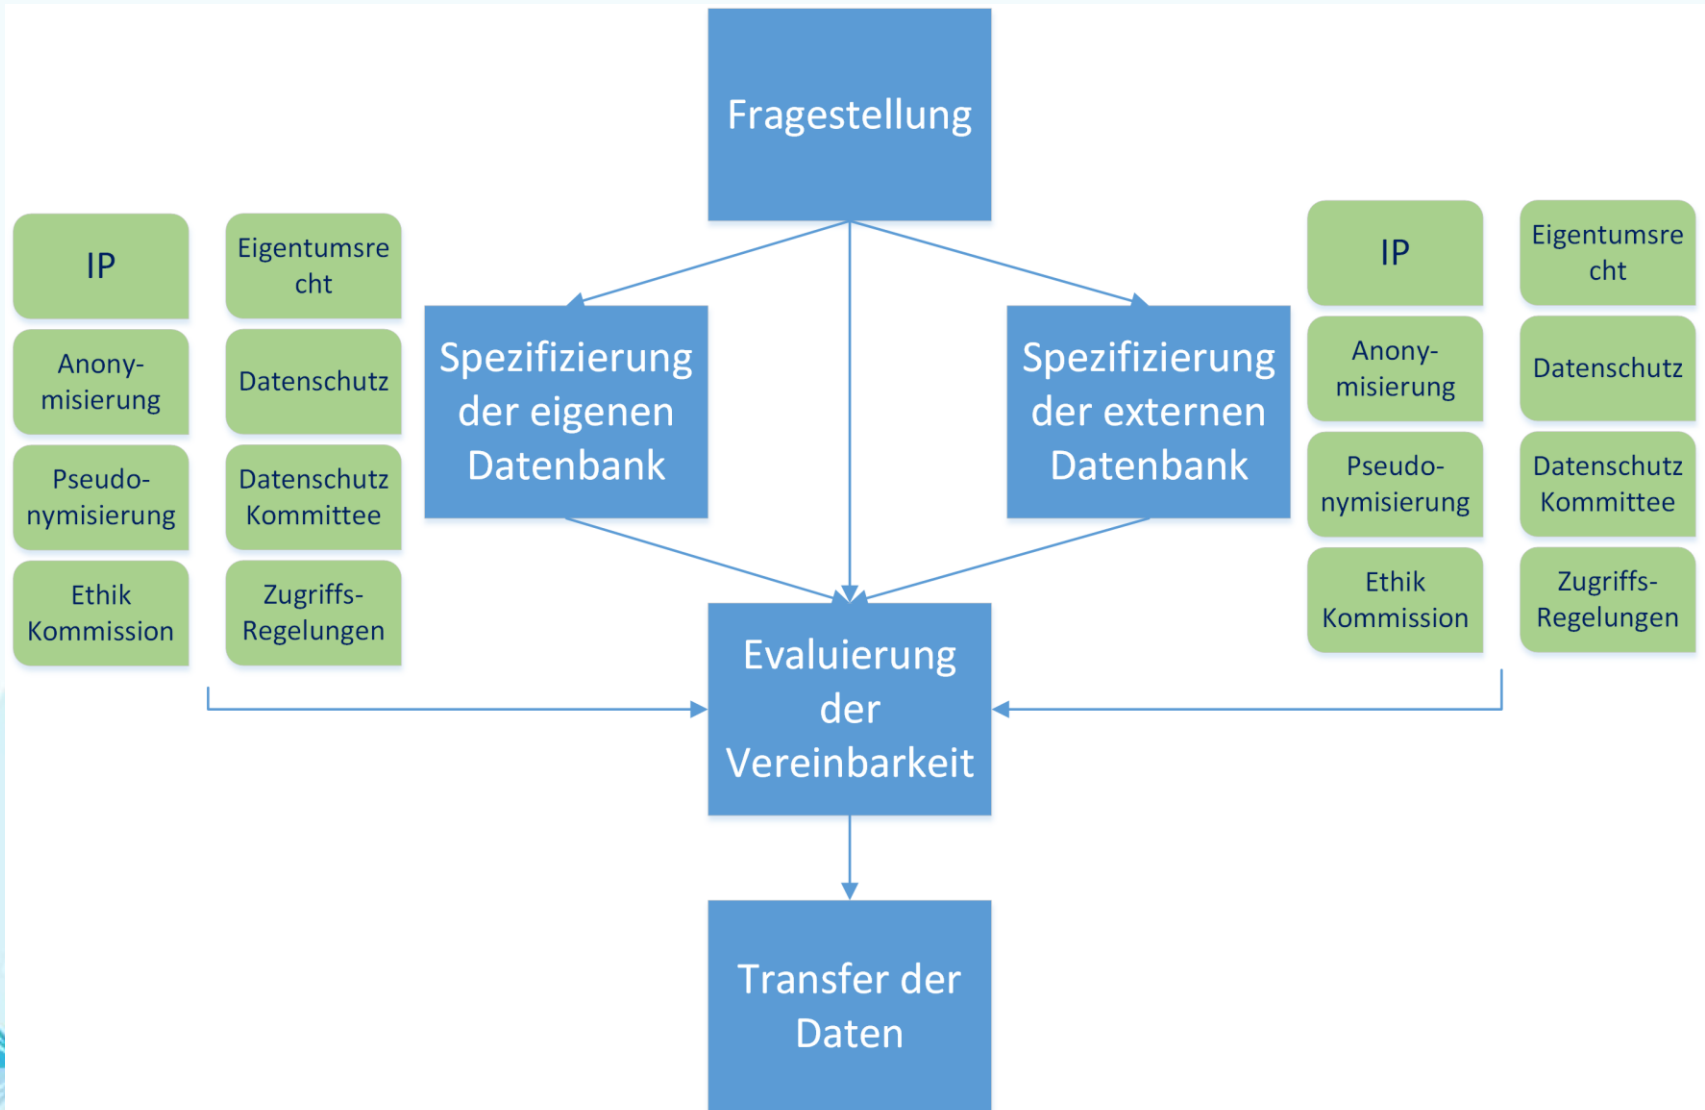 Fragestellung
IP
Eigentumsre
cht
Anony-
misierung
Datenschutz
Pseudo-
nymisierung
Datenschutz
Kommittee
Ethik
Kommission
Zugriffs-
Regelungen
Spezifizierung
der eigenen
Datenbank
Spezifizierung
der externen
Datenbank
IP
Eigentumsre
cht
Anony-
misierung
Datenschutz
Pseudo-
nymisierung
Datenschutz
Kommittee
Ethik
Kommission
Zugriffs-
Regelungen
Evaluierung
der
Vereinbarkeit
Transfer der
Daten